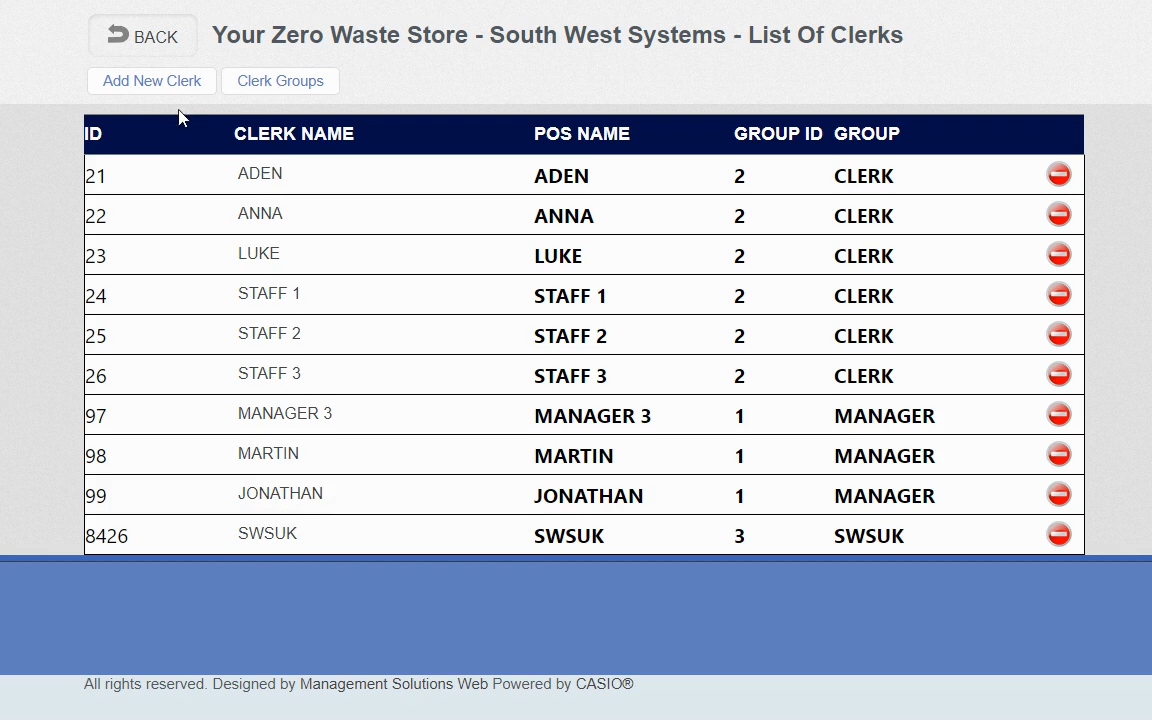 BACK Your Zero Waste Store - South West Systems - List Of Clerks
Add New Clerk Clerk Groups
ID CLERK NAME POS NAME GROUP ID GROUP
21 ADEN ADEN 2 CLERK
22 ANNA ANNA 2 CLERK
23 LUKE LUKE 2 CLERK
24 STAFF 1 STAFF 1 2 CLERK
25 STAFF 2 STAFF 2 2 CLERK
26 STAFF 3 STAFF 3 2 CLERK
97 MANAGER 3 MANAGER 3 1 MANAGER
98 MARTIN MARTIN 1 MANAGER
99 JONATHAN JONATHAN 1 MANAGER
8426 SWSUK SWSUK 3 SWSUK
All rights reserved. Designed by Management Solutions Web Powered by CASIO®